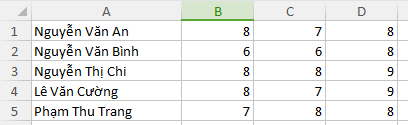 A B C D
1 Nguyễn Văn An 8 7 8
2 Nguyễn Văn Bình 6 6 8
3 Nguyễn Thị Chi 8 8 9
4 Lê Văn Cường 8 7 9
5 Phạm Thu Trang 7 8 8